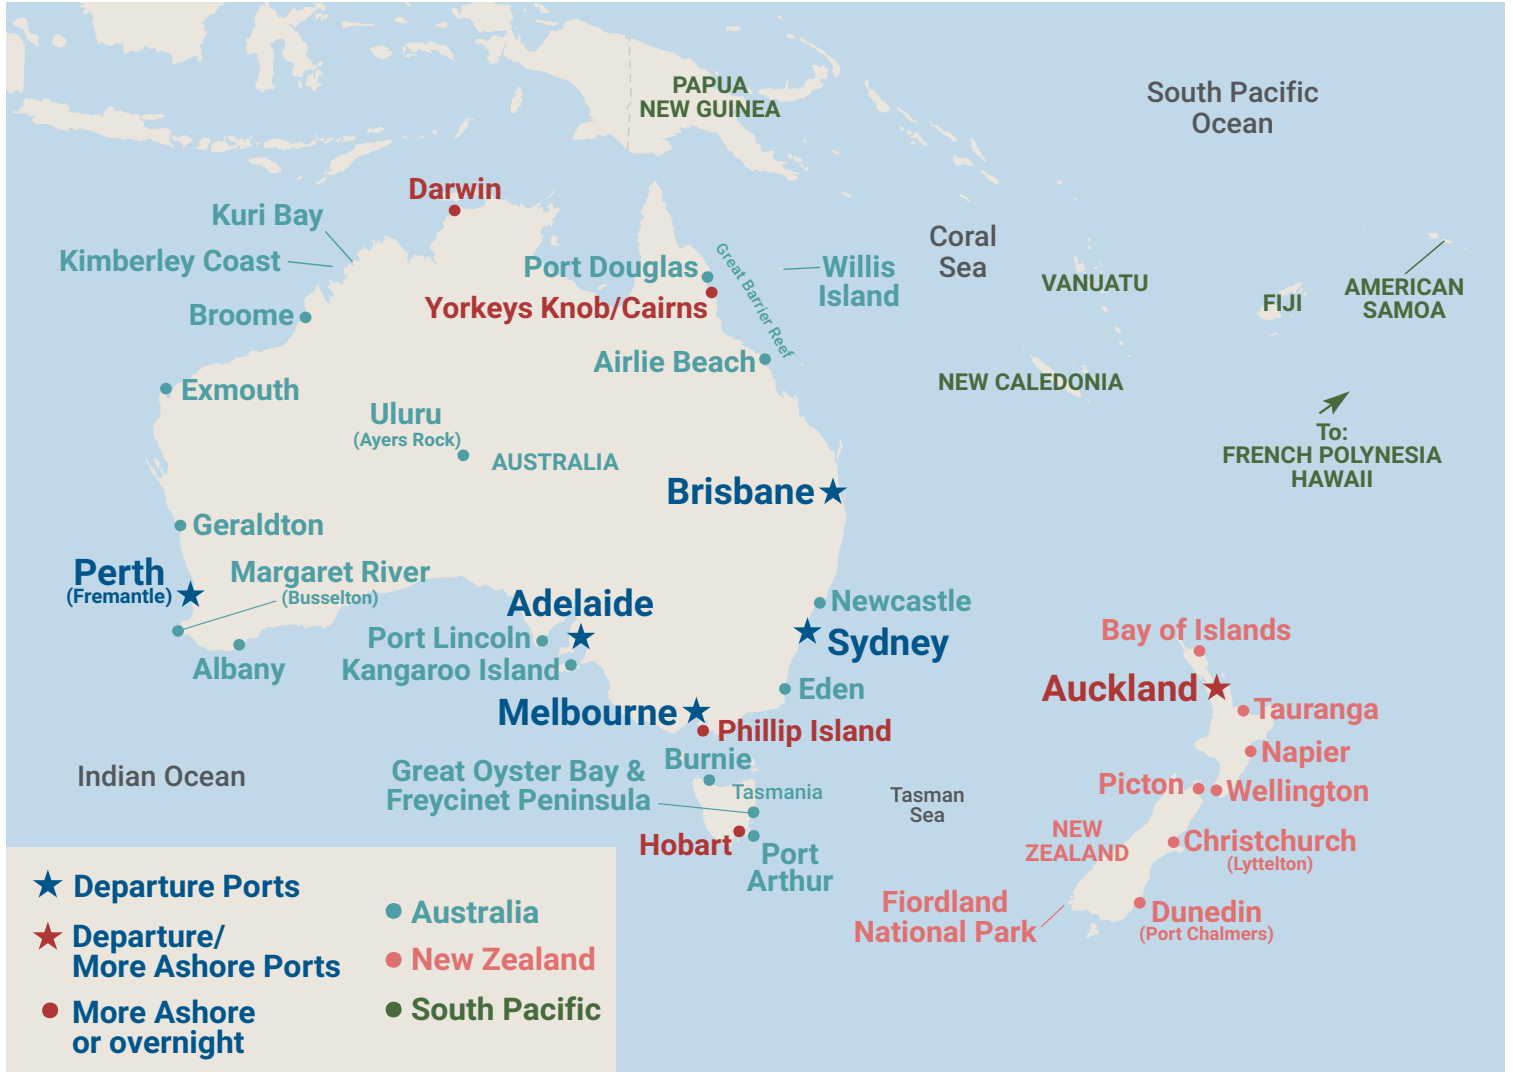 PAPUA
NEW GUINEA
South Pacific
Ocean
Darwin
Kuri Bay
Kimberley Coast
Broome
Port Douglas
Yorkeys Knob/Cairns
Great Barrier Reef
Willis
Island
Coral
Sea
VANUATU
FIJI
AMERICAN
SAMOA
Airlie Beach
NEW CALEDONIA
Exmouth
Uluru
(Ayers Rock)
AUSTRALIA
To:
FRENCH POLYNESIA
HAWAII
Brisbane
Geraldton
Perth
(Fremantle)
Margaret River
(Busselton)
Albany
Adelaide
Port Lincoln
Kangaroo Island
Newcastle
Sydney
Eden
Melbourne
Phillip Island
Burnie
Great Oyster Bay &
Freycinet Peninsula
Tasmania
Hobart
Port
Arthur
Indian Ocean
Tasman
Sea
Bay of Islands
Auckland
Tauranga
Napier
Picton
Wellington
NEW
ZEALAND
Christchurch
(Lyttelton)
Fiordland
National Park
Dunedin
(Port Chalmers)
Departure Ports
Departure/
More Ashore Ports
More Ashore
or overnight
Australia
New Zealand
South Pacific